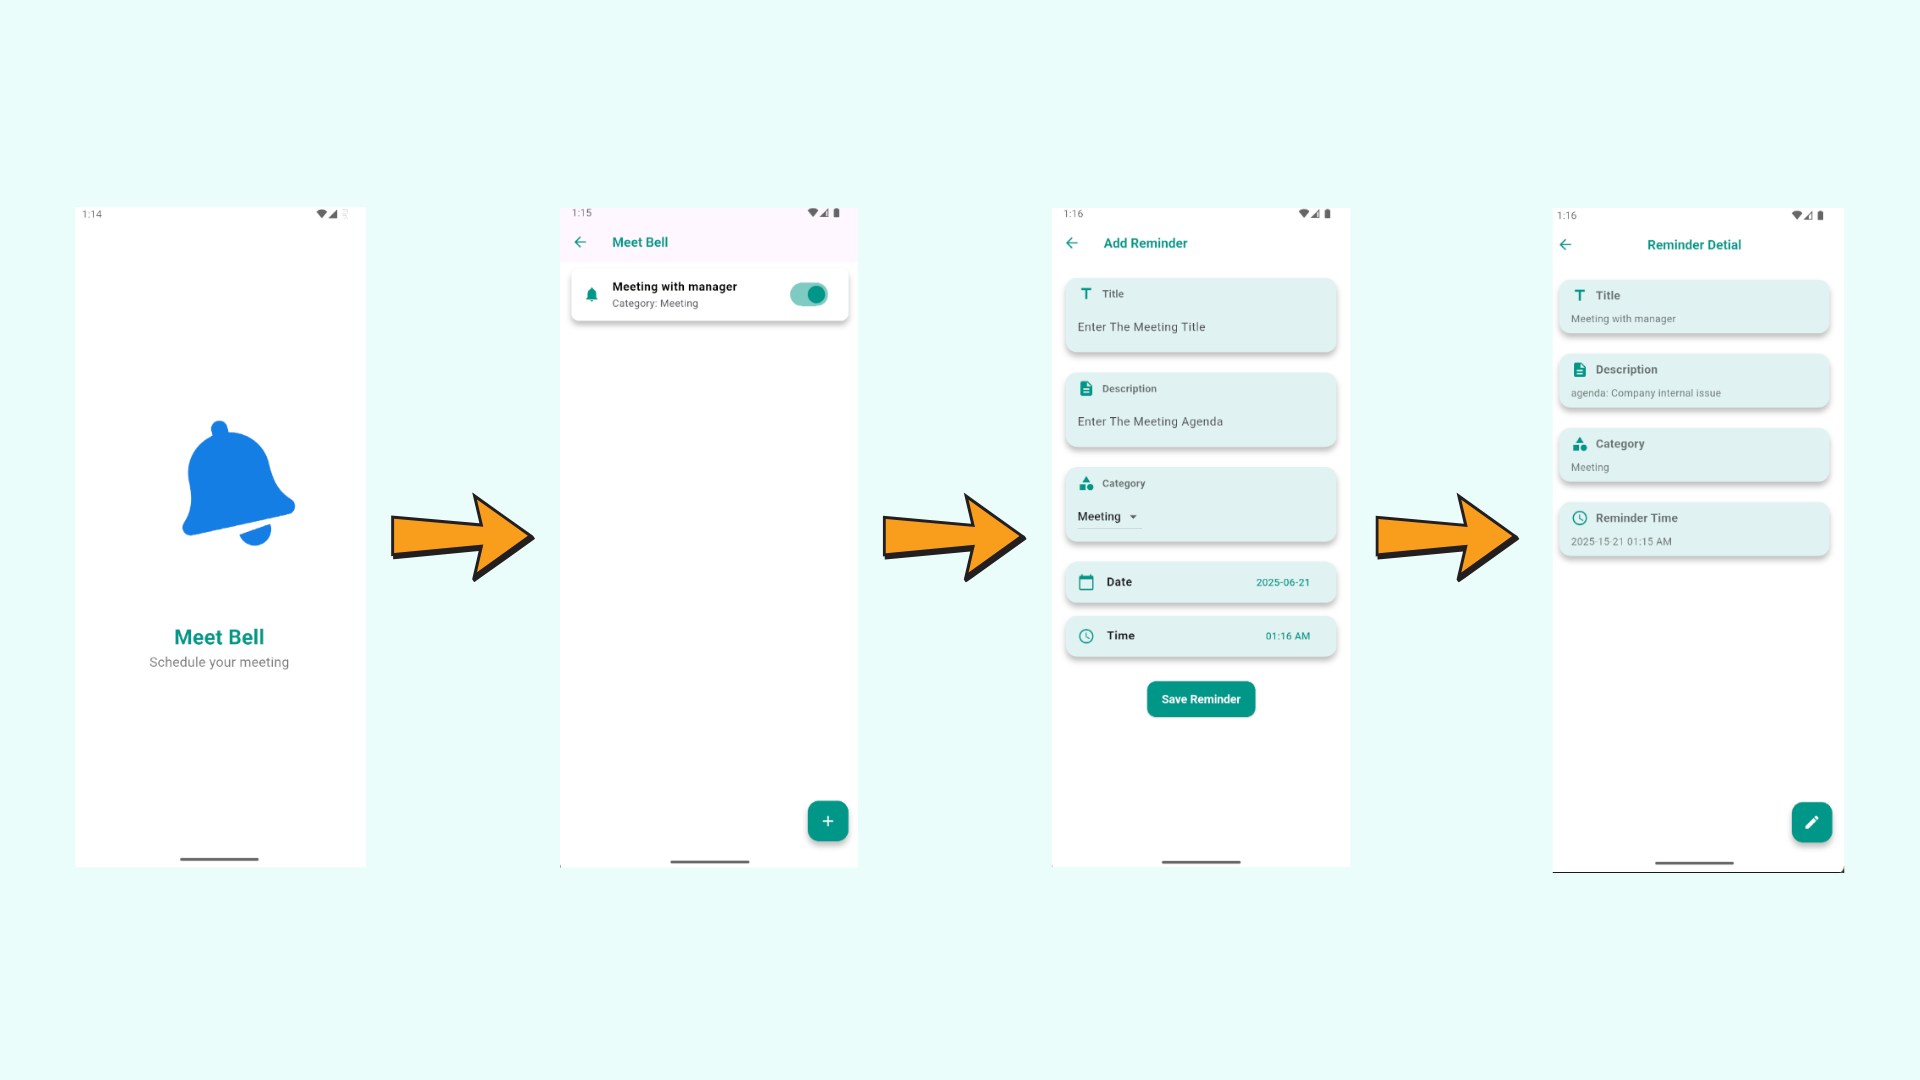 1:14
Meet Bell
Schedule your meeting
1:15
Meet Bell
Meeting with manager
Category: Meeting
1:16
Add Reminder
Title
Enter The Meeting Title
Description
Enter The Meeting Agenda
Category
Meeting
Date 2025-06-21
Time 01:16 AM
Save Reminder
1:16
Reminder Detial
Title
Meeting with manager
Description
agenda: Company internal issue
Category
Meeting
Reminder Time
2025-15-21 01:15 AM